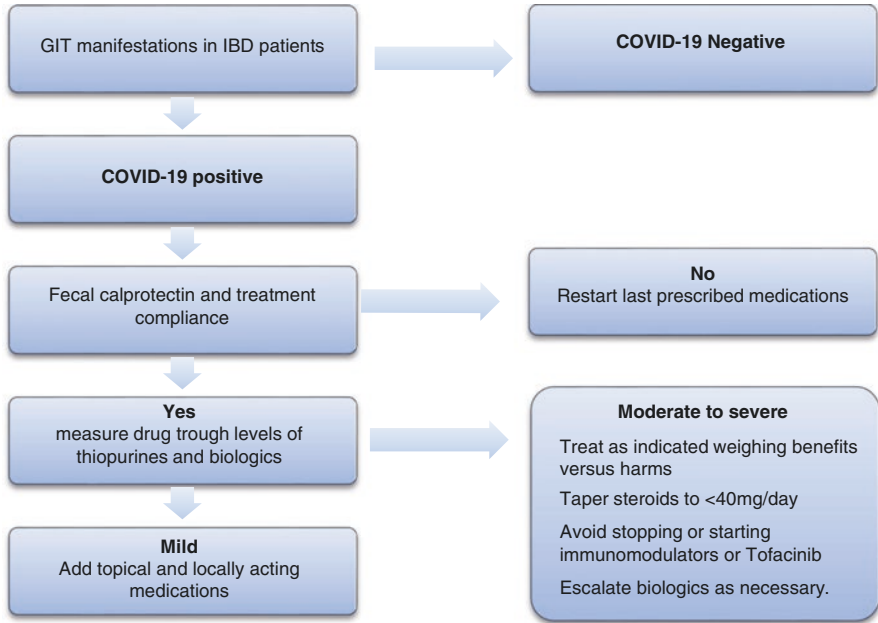 GIT manifestations in IBD patients
COVID-19 Negative
COVID-19 positive
Fecal calprotectin and treatment
compliance
No
Restart last prescribed medications
Yes
measure drug trough levels of
thiopurines and biologics
Moderate to severe
Treat as indicated weighing benefits
versus harms
Taper steroids to <40mg/day
Avoid stopping or starting
immunomodulators or Tofacinib
Escalate biologics as necessary.
Mild
Add topical and locally acting
medications